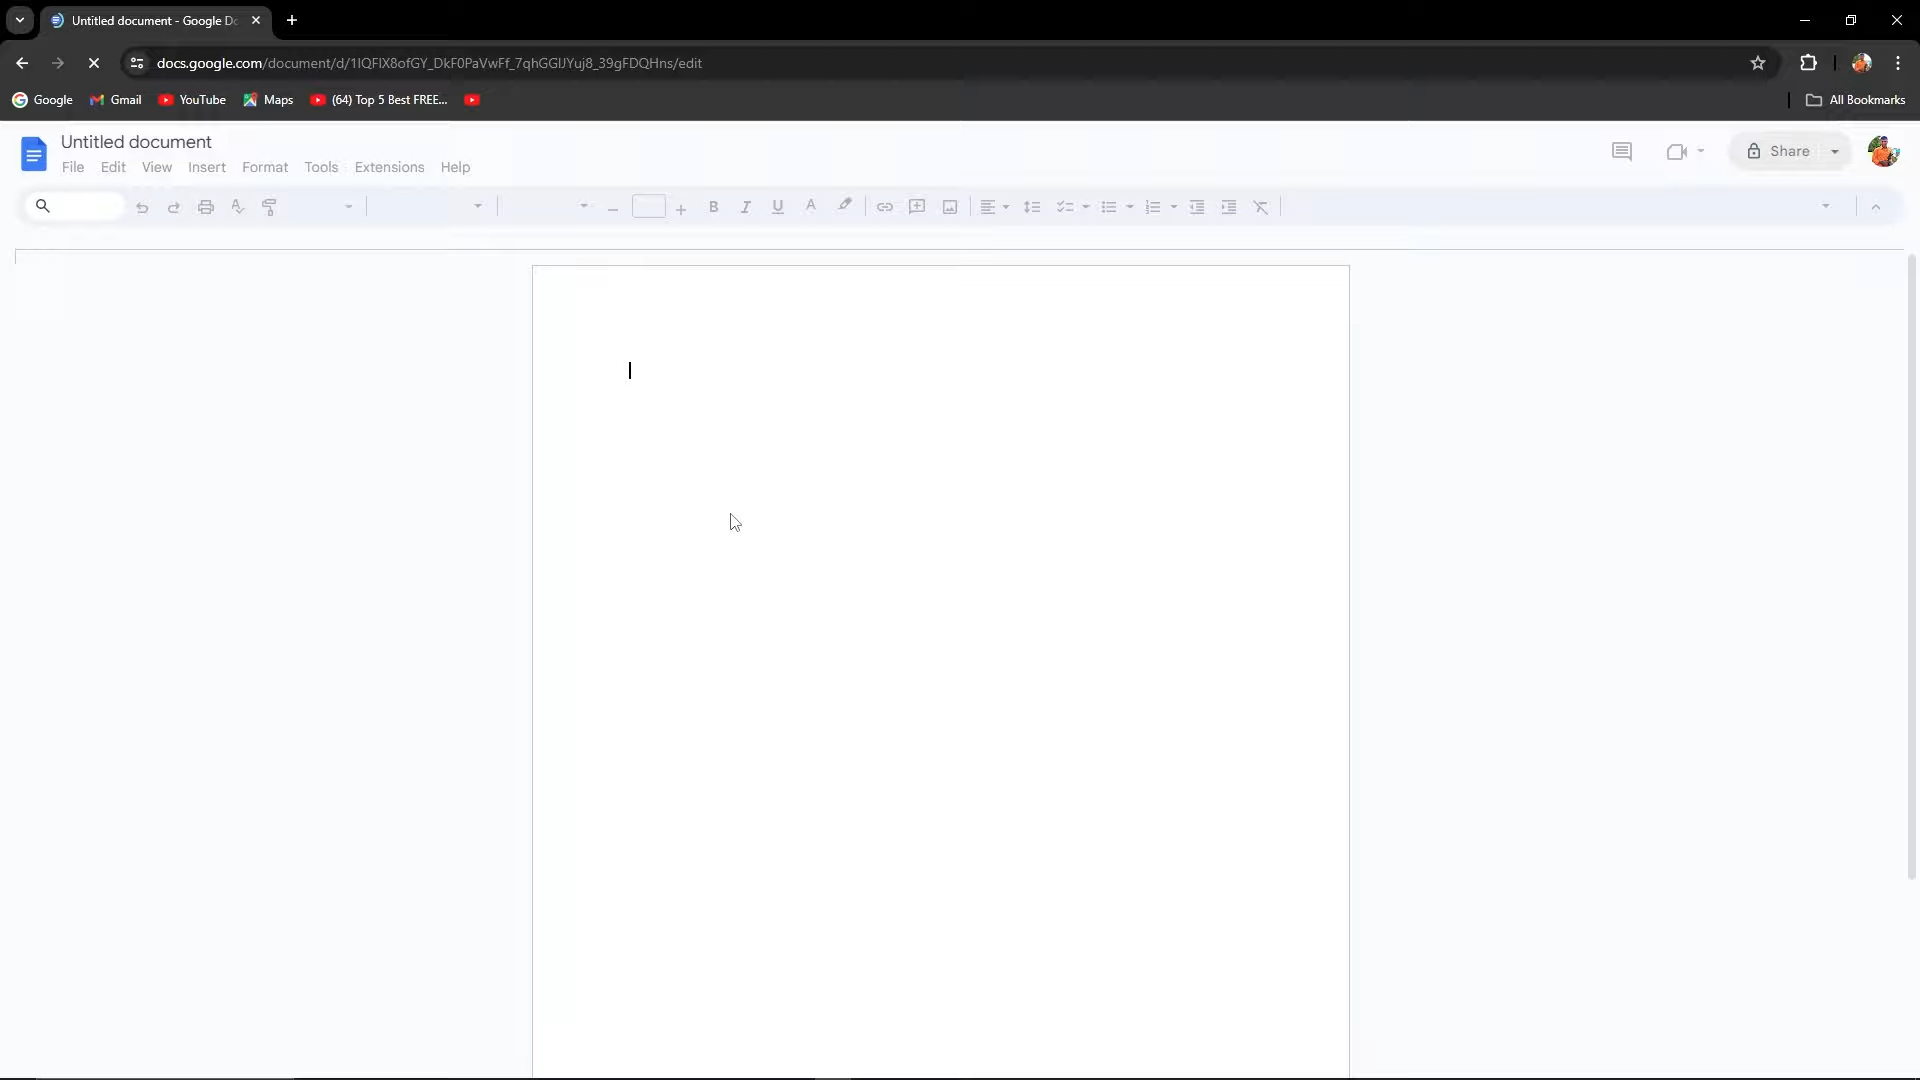 Untitled document - Google Do
docs.google.com/document/d/1IQFIX8ofGY_DkF0PaVwFf_7qhGGIJYuj8_39gFDQHns/edit
Google Gmail YouTube Maps (64) Top 5 Best FREE... All Bookmarks
Untitled document
File Edit View Insert Format Tools Extensions Help
Share